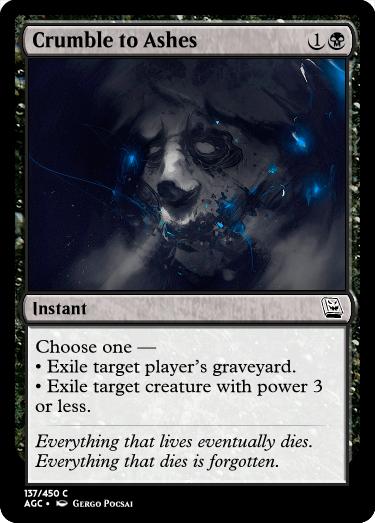 Crumble to Ashes 1
Instant
Choose one —
• Exile target player's graveyard.
• Exile target creature with power 3
or less.
Everything that lives eventually dies.
Everything that dies is forgotten.
137/450 C
AGC • Gergo Pocsai